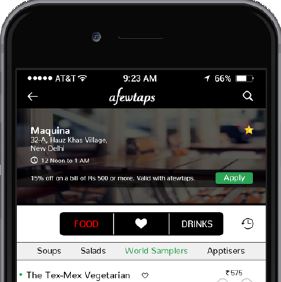 AT&T 9:23 AM 66%
afewtaps
Maquina
32-A, Hauz Khas Village,
New Delhi
12 Noon to 1 AM
15% off on a bill of Rs 500 or more. Valid with afewtaps. Apply
FOOD DRINKS
Soups Salads World Samplers Apptisers
The Tex-Mex Vegetarian ₹575